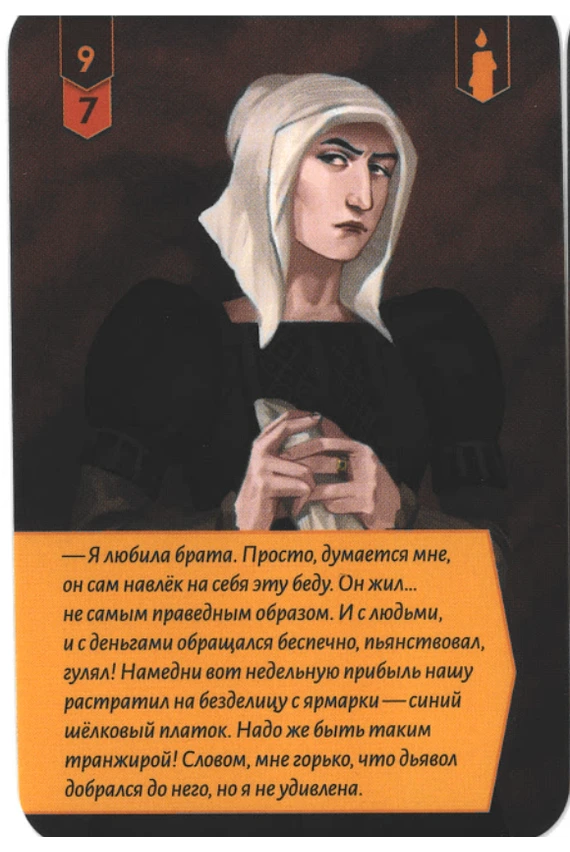 9
7
— Я любила брата. Просто, думается мне,
он сам навлёк на себя эту беду. Он жил...
не самым праведным образом. И с людьми,
и с деньгами обращался беспечно, пьянствовал,
гулял! Намедни вот недельную прибыль нашу
растратил на безделицу с ярмарки — синий
шёлковый платок. Надо же быть таким
транжирой! Словом, мне горько, что дьявол
добрался до него, но я не удивлена.